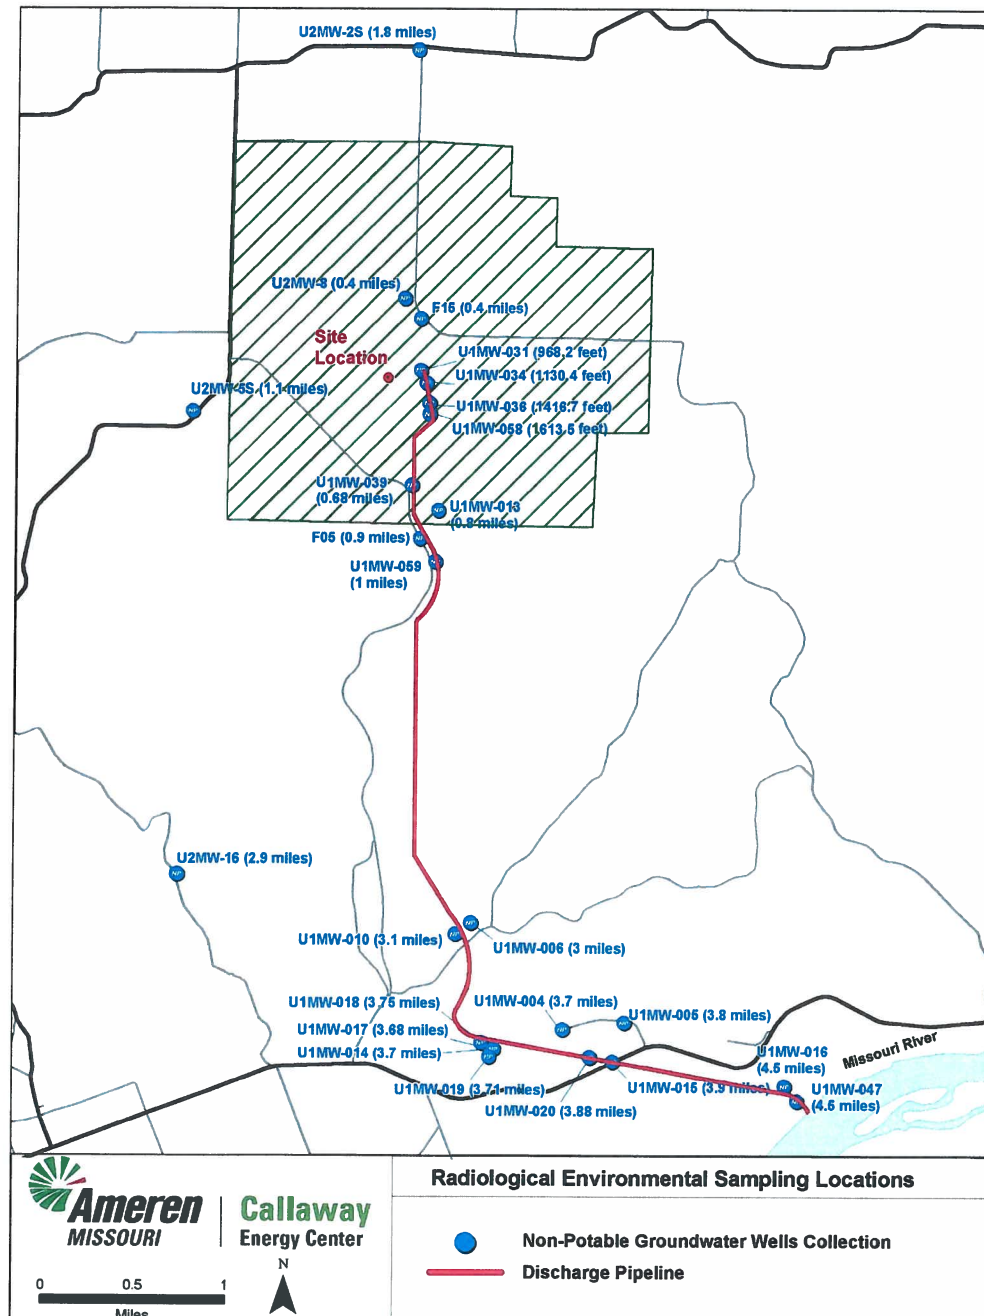 U2MW-2S (1.8 miles)
U2MW-8 (0.4 miles)
F15 (0.4 miles)
Site
Location
U1MW-031 (968.2 feet)
U1MW-034 (1130.4 feet)
U2MW-5S (1.1 miles)
U1MW-036 (1416.7 feet)
U1MW-058 (1613.5 feet)
U1MW-039
(0.68 miles)
U1MW-013
(0.8 miles)
F05 (0.9 miles)
U1MW-059
(1 miles)
U2MW-16 (2.9 miles)
U1MW-010 (3.1 miles)
U1MW-006 (3 miles)
U1MW-018 (3.75 miles)
U1MW-004 (3.7 miles)
U1MW-005 (3.8 miles)
U1MW-017 (3.68 miles)
U1MW-014 (3.7 miles)
Missouri River
U1MW-016
(4.5 miles)
U1MW-019 (3.71 miles)
U1MW-015 (3.9 miles)
U1MW-047
(4.5 miles)
U1MW-020 (3.88 miles)
Radiological Environmental Sampling Locations
Ameren
MISSOURI
Callaway
Energy Center
Non-Potable Groundwater Wells Collection
Discharge Pipeline
N
0 0.5 1
Miles